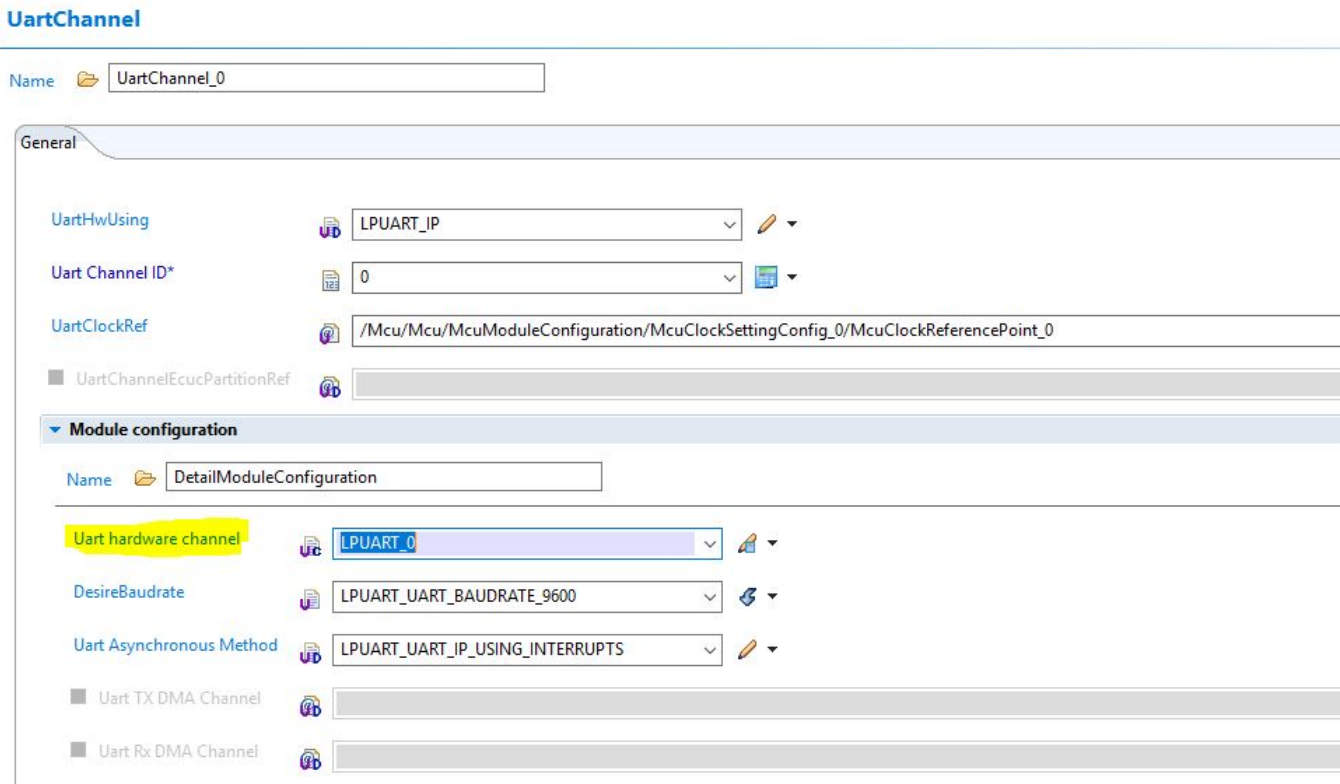 UartChannel
Name UartChannel_0
General
UartHwUsing LPUART_IP
Uart Channel ID* 0
UartClockRef /Mcu/Mcu/McuModuleConfiguration/McuClockSettingConfig_0/McuClockReferencePoint_0
UartChannelEcucPartitionRef
Module configuration
Name DetailModuleConfiguration
Uart hardware channel LPUART_0
DesireBaudrate LPUART_UART_BAUDRATE_9600
Uart Asynchronous Method LPUART_UART_IP_USING_INTERRUPTS
Uart TX DMA Channel
Uart Rx DMA Channel